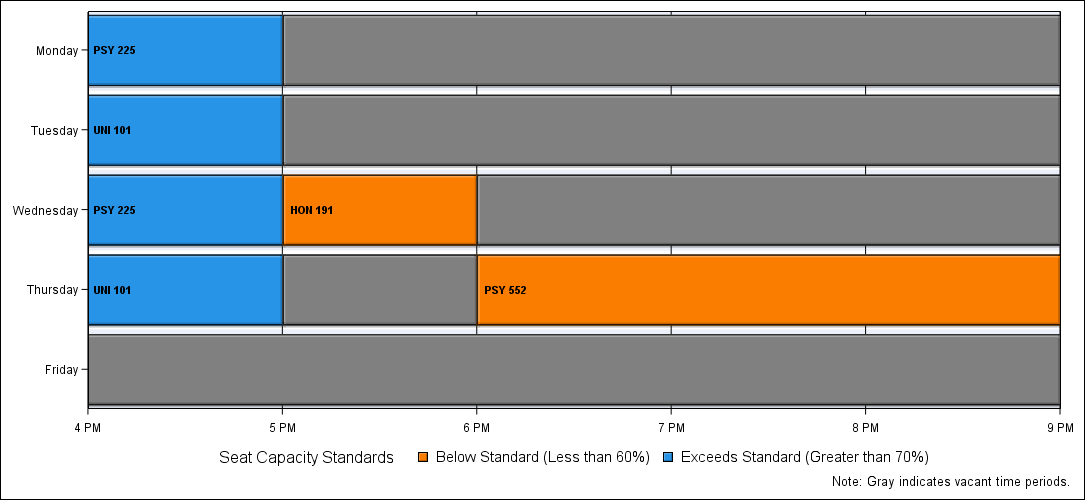 Monday
PSY 225
Tuesday
UNI 101
Wednesday
PSY 225
HON 191
Thursday
UNI 101
PSY 552
Friday
4 PM 5 PM 6 PM 7 PM 8 PM 9 PM
Seat Capacity Standards Below Standard (Less than 60%) Exceeds Standard (Greater than 70%)
Note: Gray indicates vacant time periods.